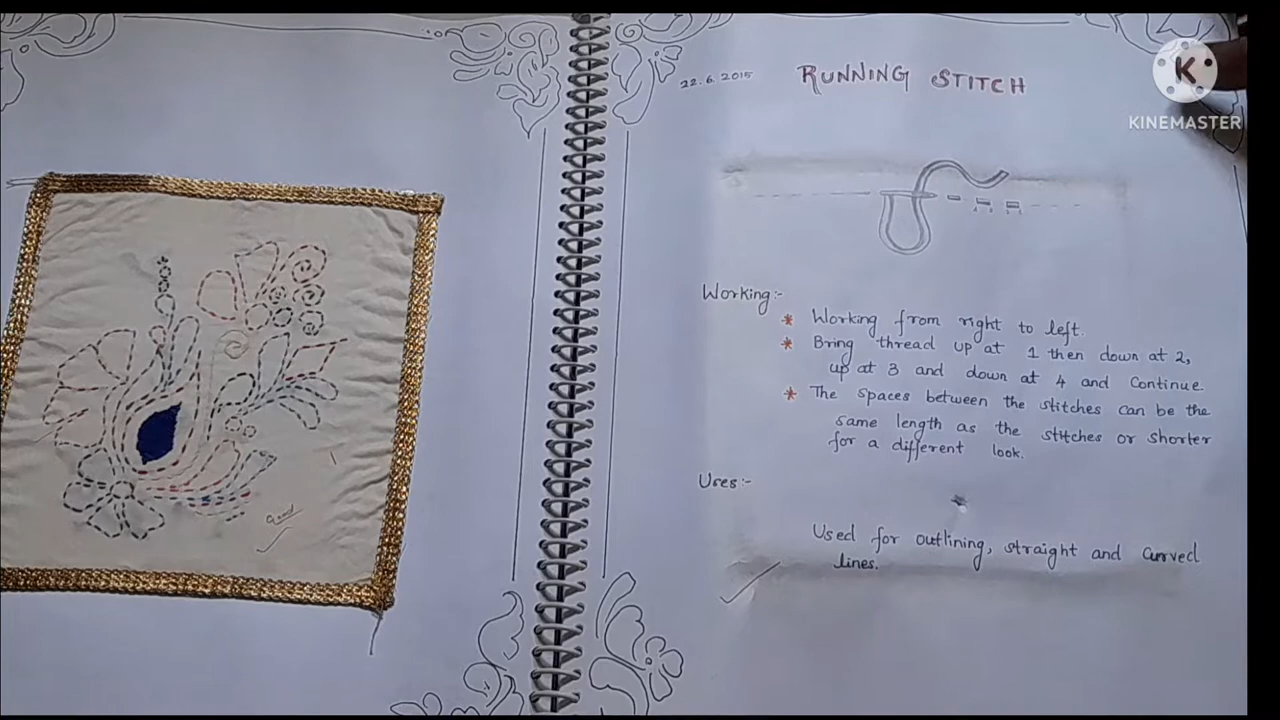 22.6.2015
RUNNING STITCH
K
KINEMASTER
Working:-
* Working from right to left.
* Bring thread up at 1 then down at 2,
up at 3 and down at 4 and Continue.
* The spaces between the stitches can be the
same length as the stitches or shorter
for a different look.
Uses:-
Used for outlining, straight and Curved
lines.
Good